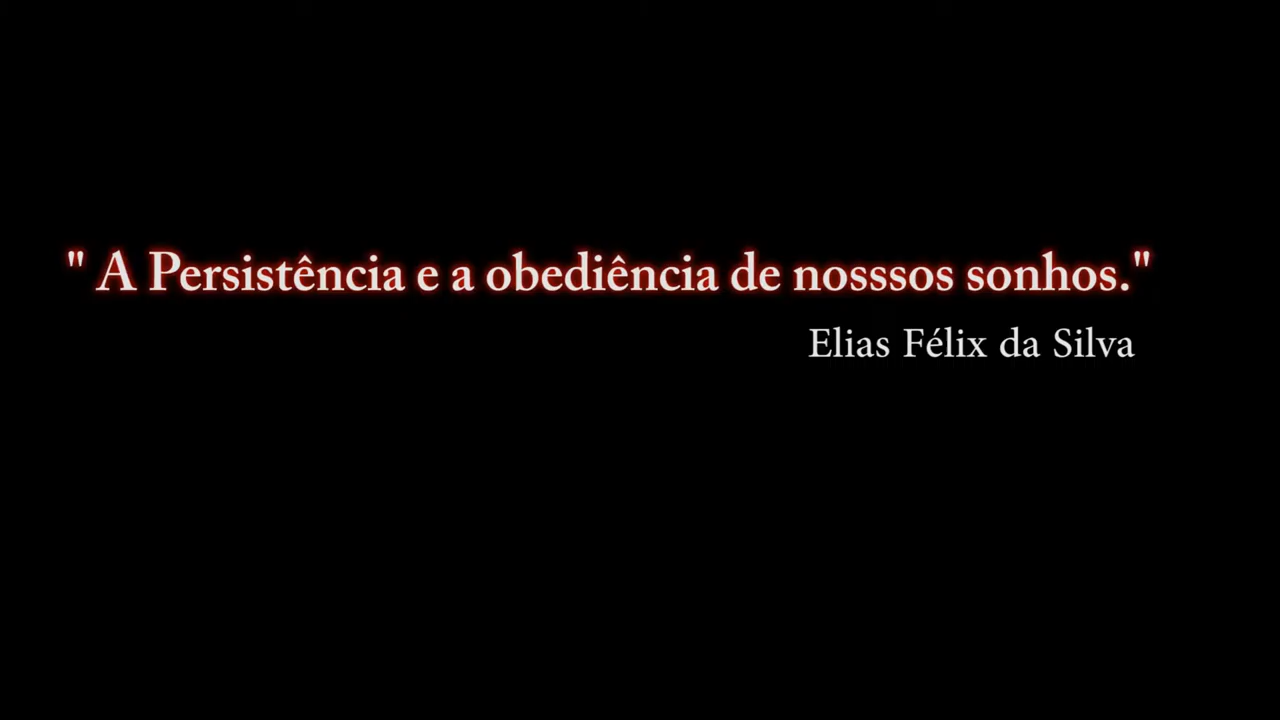 " A Persistência e a obediência de nosssos sonhos."
Elias Félix da Silva